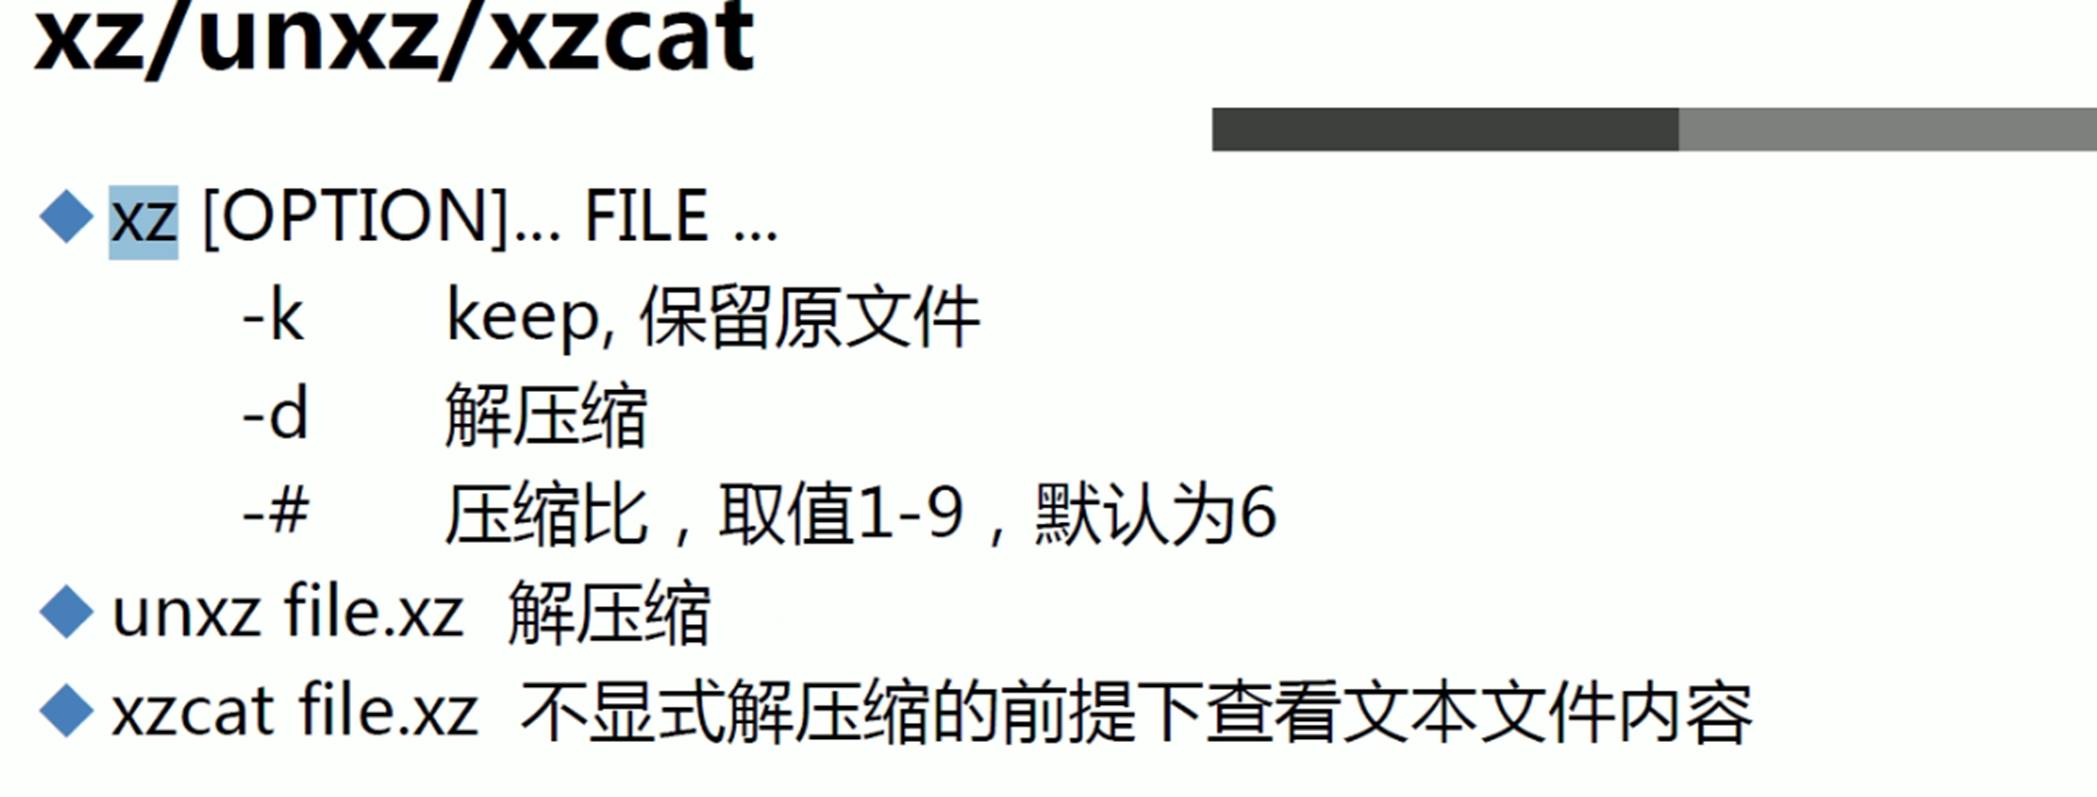 xz/unxz/xzcat
xz [OPTION]... FILE ...
-k keep, 保留原文件
-d 解压缩
-# 压缩比，取值1-9，默认为6
unxz file.xz 解压缩
xzcat file.xz 不显式解压缩的前提下查看文本文件内容